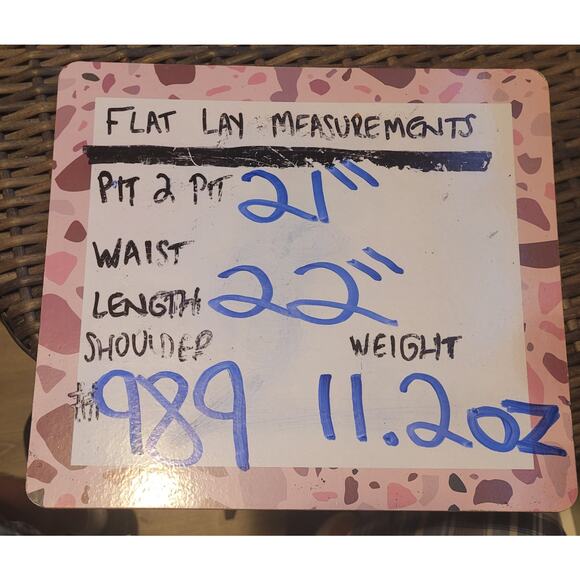 FLAT LAY MEASUREMENTS
PIT 2 PIT 21"
WAIST
LENGTH 22"
SHOULDER WEIGHT
#989 11.2OZ